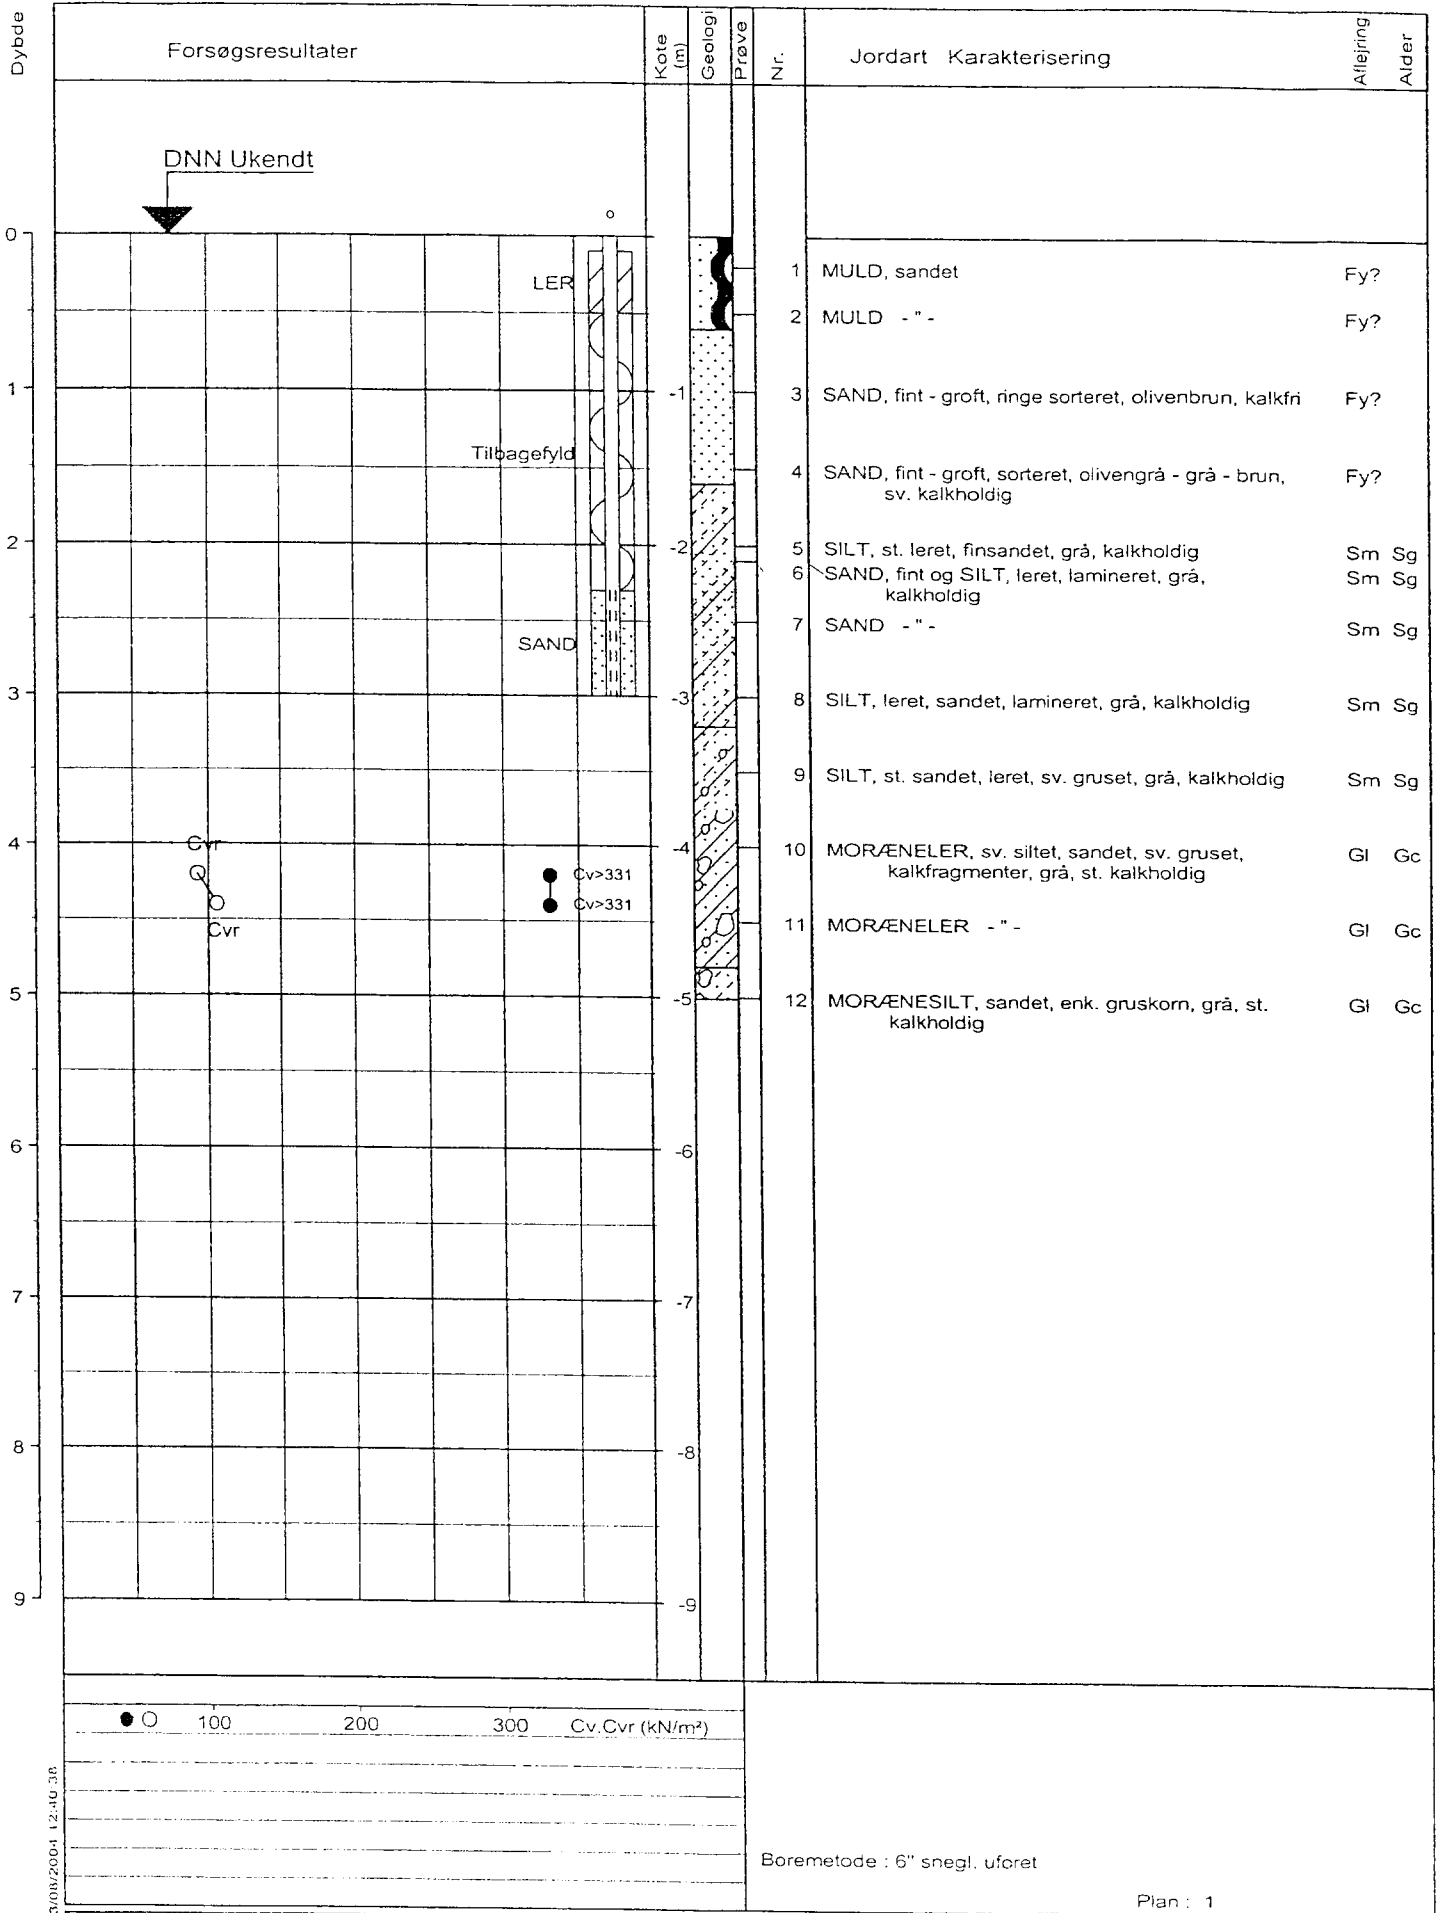 Dybde
Forsøgsresultater
Kote (m)
Geologi
Prøve
Nr.
Jordart Karakterisering
Aflejring
Alder
DNN Ukendt
0
LER
1 MULD, sandet Fy?
2 MULD - " - Fy?
1 -1
3 SAND, fint - groft, ringe sorteret, olivenbrun, kalkfri Fy?
Tilbagefyld
4 SAND, fint - groft, sorteret, olivengrå - grå - brun, Fy?
sv. kalkholdig
2 -2
5 SILT, st. leret, finsandet, grå, kalkholdig Sm Sg
6 SAND, fint og SILT, leret, lamineret, grå, Sm Sg
kalkholdig
7 SAND - " - Sm Sg
SAND
3 -3
8 SILT, leret, sandet, lamineret, grå, kalkholdig Sm Sg
9 SILT, st. sandet, leret, sv. gruset, grå, kalkholdig Sm Sg
4 Cvr -4
10 MORÆNELER, sv. siltet, sandet, sv. gruset, Gl Gc
kalkfragmenter, grå, st. kalkholdig
Cv>331
Cv>331
Cvr
11 MORÆNELER - " - Gl Gc
5 -5
12 MORÆNESILT, sandet, enk. gruskorn, grå, st. Gl Gc
kalkholdig
6 -6
7 -7
8 -8
9 -9
100 200 300 Cv.Cvr (kN/m²)
3/08/2004 12:40:38
Boremetode : 6" snegl. uforet
Plan : 1